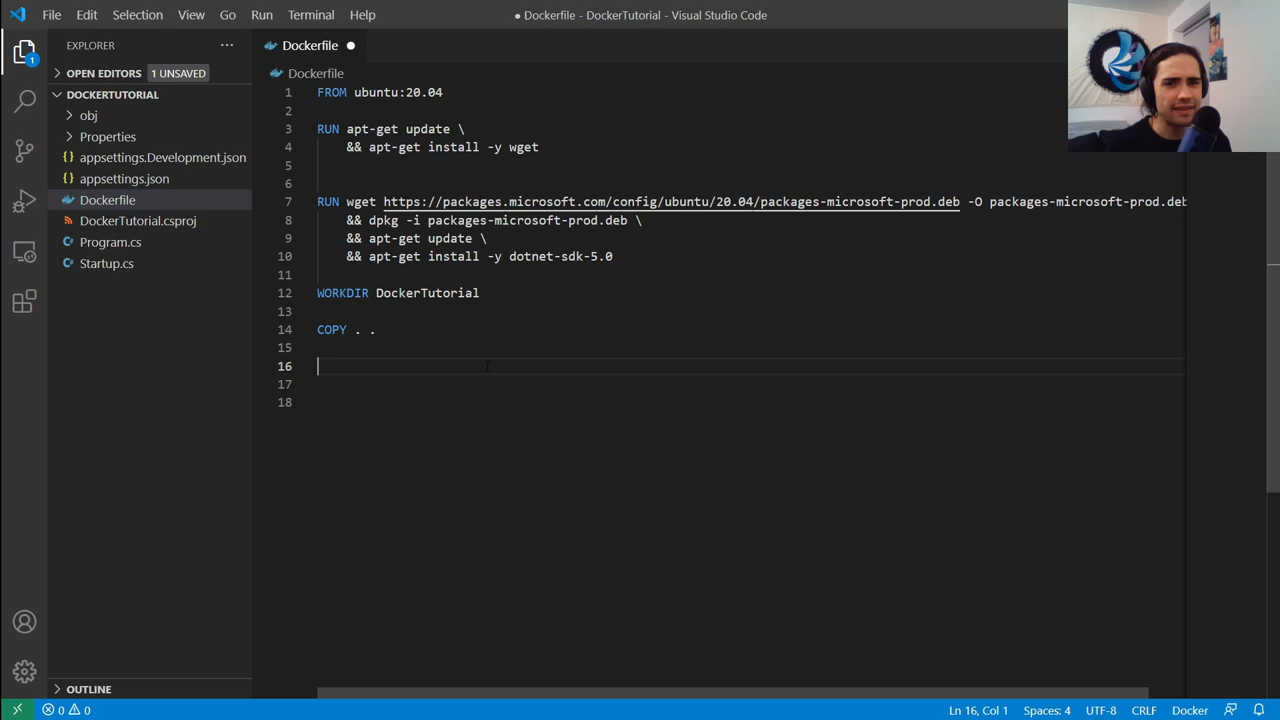 File Edit Selection View Go Run Terminal Help
● Dockerfile - DockerTutorial - Visual Studio Code
EXPLORER
1
OPEN EDITORS 1 UNSAVED
DOCKERTUTORIAL
obj
Properties
{} appsettings.Development.json
{} appsettings.json
Dockerfile
DockerTutorial.csproj
C# Program.cs
C# Startup.cs
OUTLINE
Dockerfile ●
Dockerfile
1 FROM ubuntu:20.04
2
3 RUN apt-get update \
4 && apt-get install -y wget
5
6
7 RUN wget https://packages.microsoft.com/config/ubuntu/20.04/packages-microsoft-prod.deb -O packages-microsoft-prod.deb
8 && dpkg -i packages-microsoft-prod.deb \
9 && apt-get update \
10 && apt-get install -y dotnet-sdk-5.0
11
12 WORKDIR DockerTutorial
13
14 COPY . .
15
16
17
18
0 0
Ln 16, Col 1 Spaces: 4 UTF-8 CRLF Docker